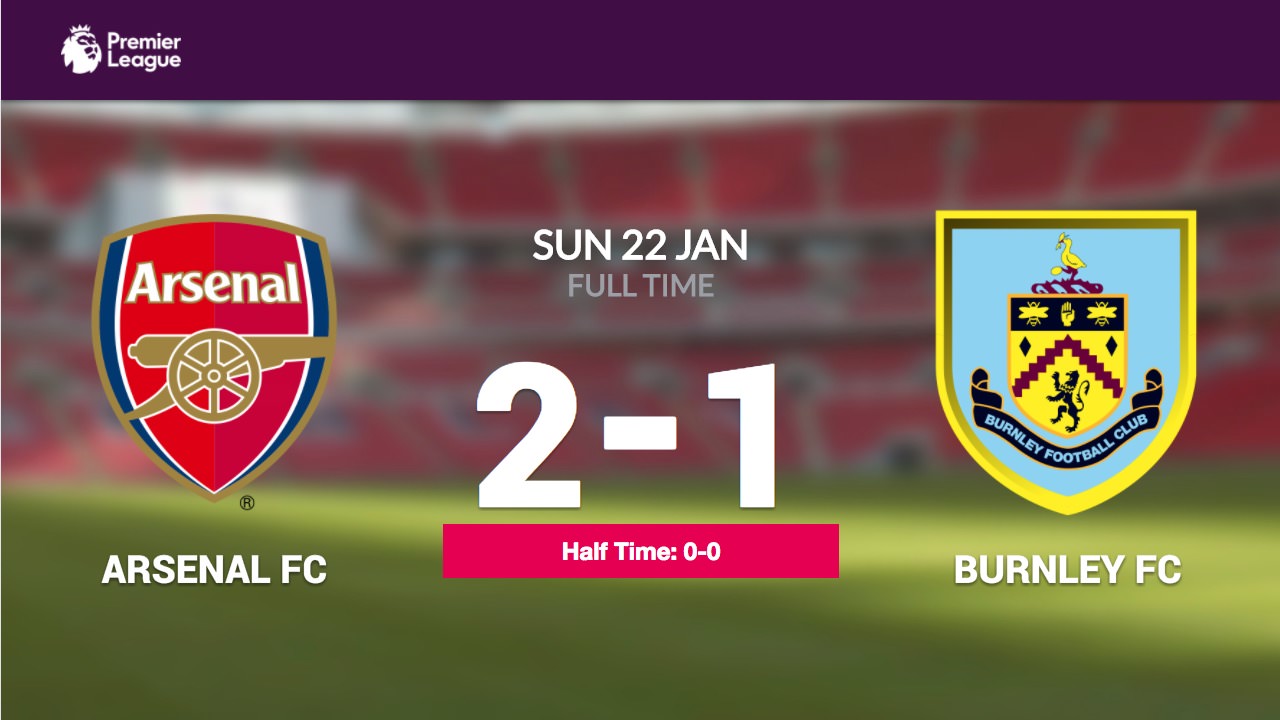 Premier
League
SUN 22 JAN
FULL TIME
Arsenal
2-1
BURNLEY FOOTBALL CLUB
®
Half Time: 0-0
ARSENAL FC
BURNLEY FC